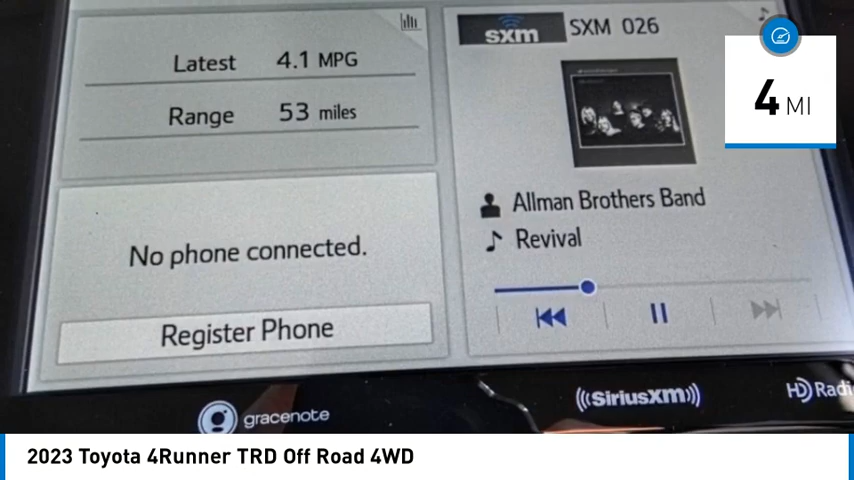 Latest 4.1 MPG
Range 53 miles
No phone connected.
Register Phone
sxm SXM 026
Allman Brothers Band
Revival
4 MI
gracenote
((SiriusXM))
HD Radi
2023 Toyota 4Runner TRD Off Road 4WD